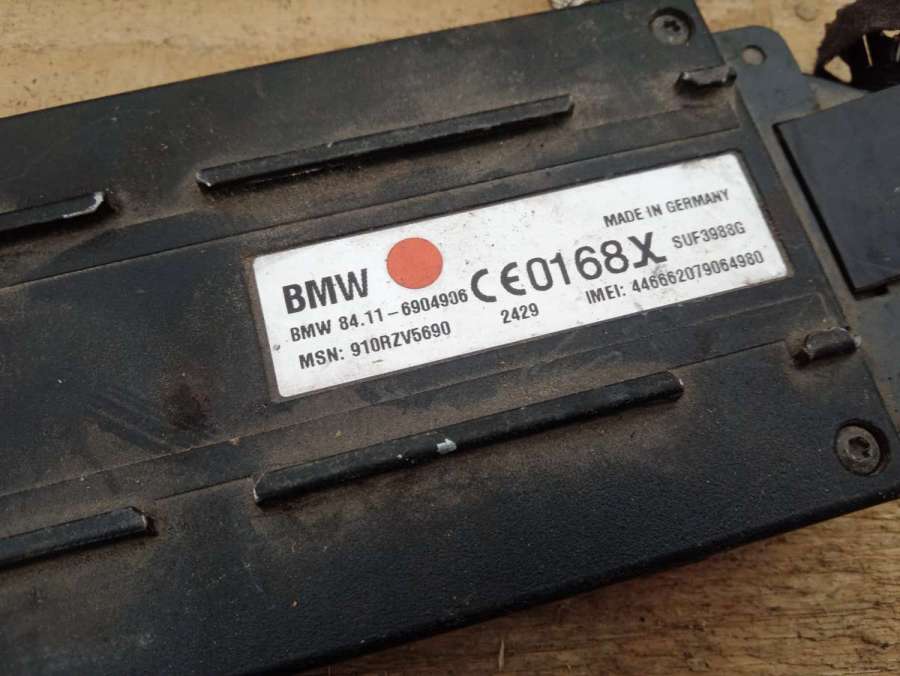 MADE IN GERMANY
BMW CE0168X SUF3988G
BMW 84.11-6904906 2429 IMEI: 446662079064980
MSN: 910RZV5690